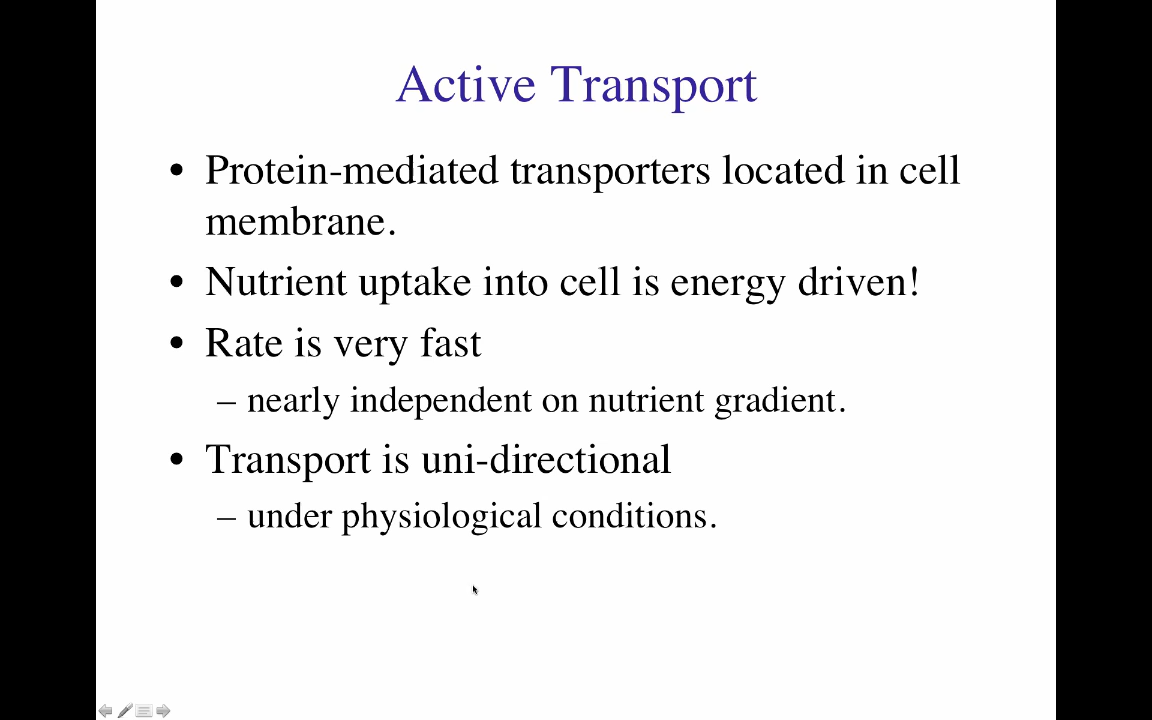 Active Transport
• Protein-mediated transporters located in cell
membrane.
• Nutrient uptake into cell is energy driven!
• Rate is very fast
– nearly independent on nutrient gradient.
• Transport is uni-directional
– under physiological conditions.